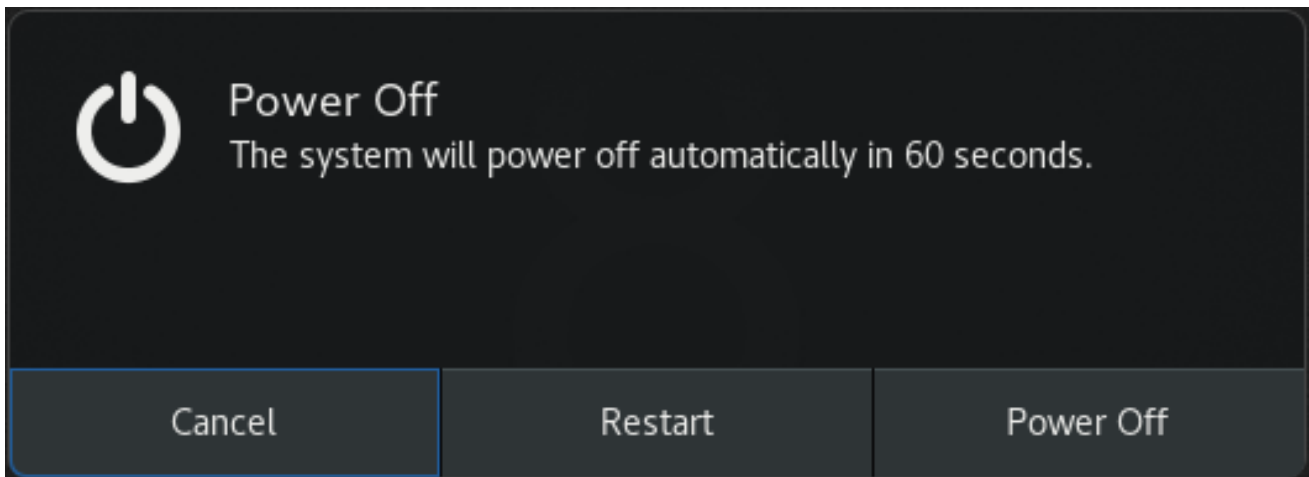 Power Off
The system will power off automatically in 60 seconds.
Cancel Restart Power Off